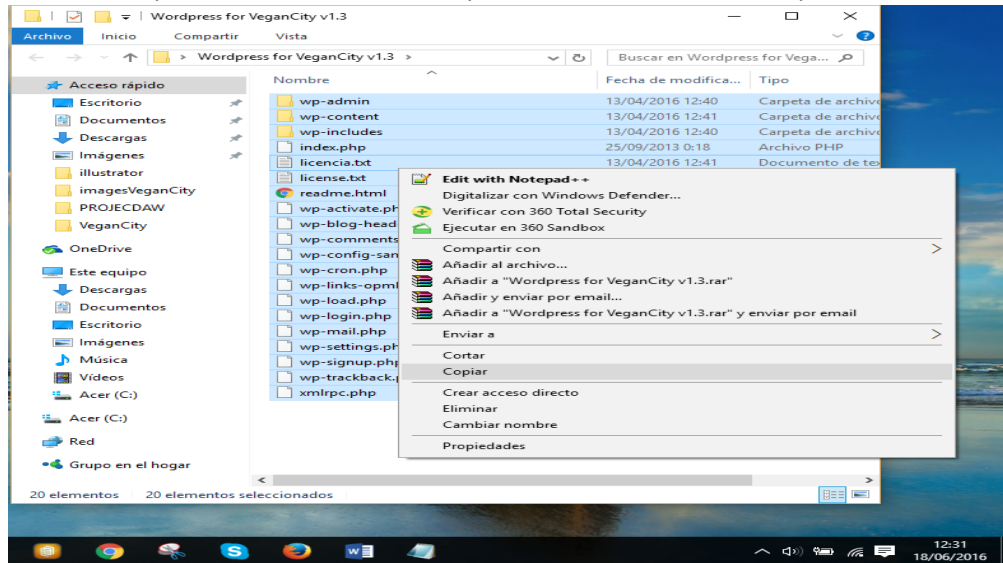 Wordpress for VeganCity v1.3
Archivo Inicio Compartir Vista
Wordpress for VeganCity v1.3 Buscar en Wordpress for Vega...
Acceso rápido
Escritorio
Documentos
Descargas
Imágenes
illustrator
imagesVeganCity
PROJECDAW
VeganCity
OneDrive
Este equipo
Descargas
Documentos
Escritorio
Imágenes
Música
Vídeos
Acer (C:)
Acer (C:)
Red
Grupo en el hogar
Nombre Fecha de modifica... Tipo
wp-admin 13/04/2016 12:40 Carpeta de archivo
wp-content 13/04/2016 12:41 Carpeta de archivo
wp-includes 13/04/2016 12:40 Carpeta de archivo
index.php 25/09/2013 0:18 Archivo PHP
licencia.txt 13/04/2016 12:41 Documento de tex
license.txt
readme.html
wp-activate.ph
wp-blog-head
wp-comments
wp-config-san
wp-cron.php
wp-links-opml
wp-load.php
wp-login.php
wp-mail.php
wp-settings.ph
wp-signup.php
wp-trackback.p
xmlrpc.php
Edit with Notepad++
Digitalizar con Windows Defender...
Verificar con 360 Total Security
Ejecutar en 360 Sandbox
Compartir con
Añadir al archivo...
Añadir a "Wordpress for VeganCity v1.3.rar"
Añadir y enviar por email...
Añadir a "Wordpress for VeganCity v1.3.rar" y enviar por email
Enviar a
Cortar
Copiar
Crear acceso directo
Eliminar
Cambiar nombre
Propiedades
20 elementos 20 elementos seleccionados
12:31
18/06/2016